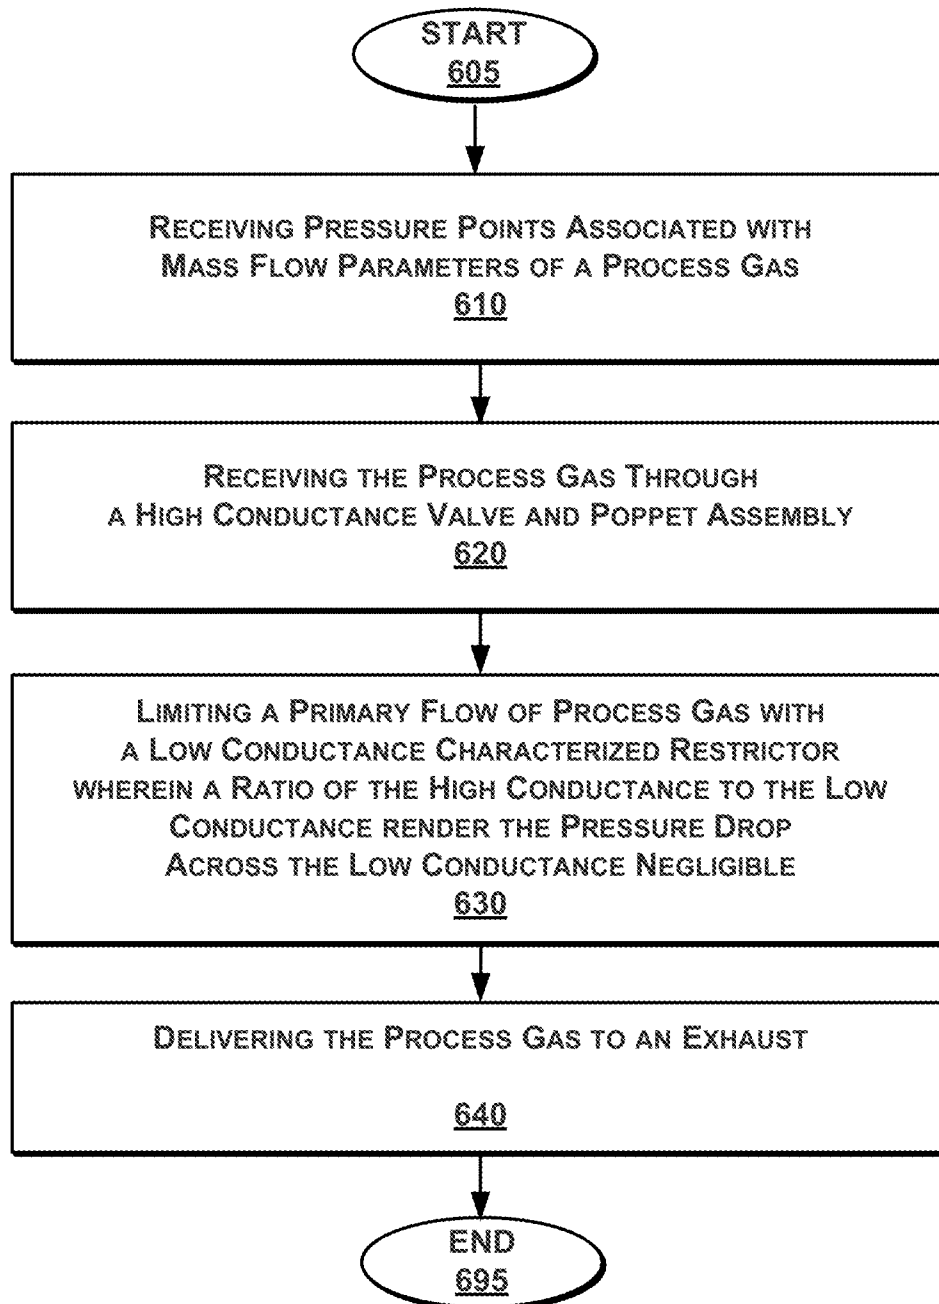 START
605
RECEIVING PRESSURE POINTS ASSOCIATED WITH
MASS FLOW PARAMETERS OF A PROCESS GAS
610
RECEIVING THE PROCESS GAS THROUGH
A HIGH CONDUCTANCE VALVE AND POPPET ASSEMBLY
620
LIMITING A PRIMARY FLOW OF PROCESS GAS WITH
A LOW CONDUCTANCE CHARACTERIZED RESTRICTOR
WHEREIN A RATIO OF THE HIGH CONDUCTANCE TO THE LOW
CONDUCTANCE RENDER THE PRESSURE DROP
ACROSS THE LOW CONDUCTANCE NEGLIGIBLE
630
DELIVERING THE PROCESS GAS TO AN EXHAUST
640
END
695